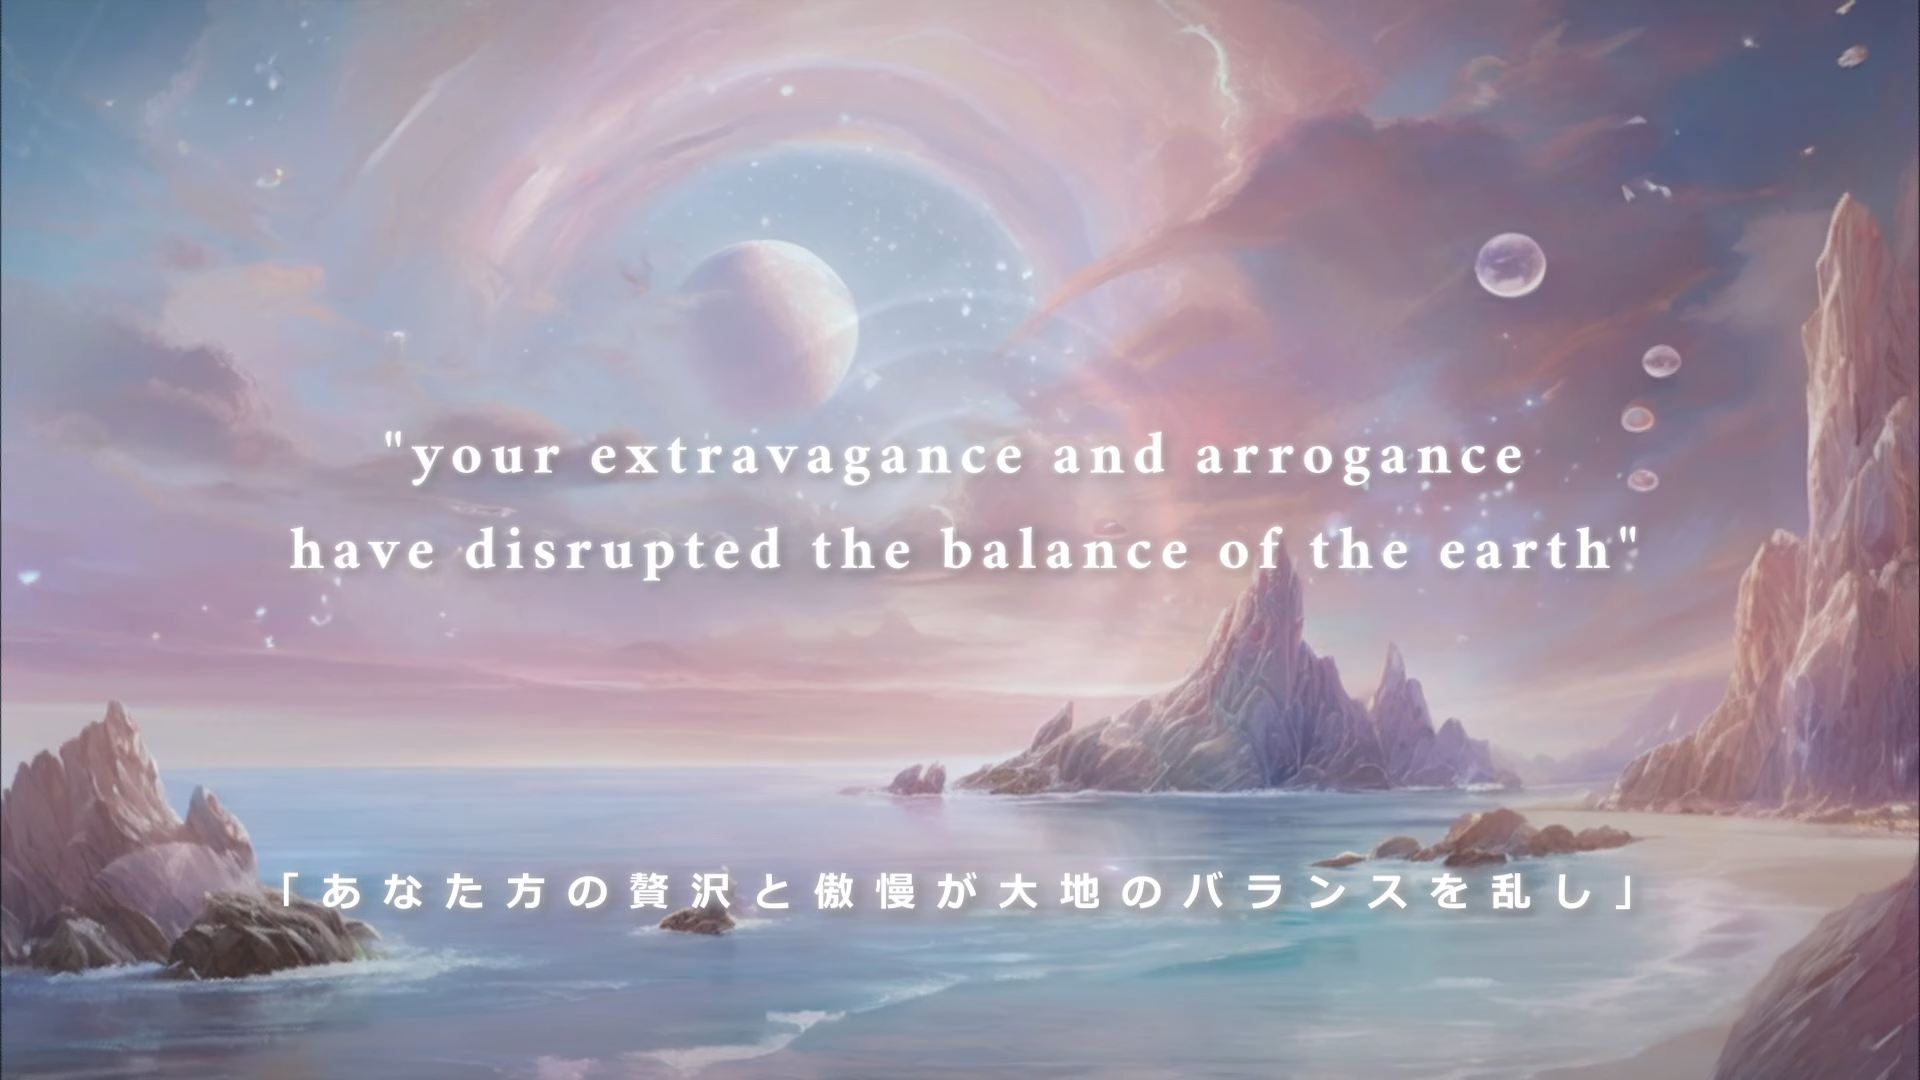 "your extravagance and arrogance
have disrupted the balance of the earth"
「あなた方の贅沢と傲慢が大地のバランスを乱し」